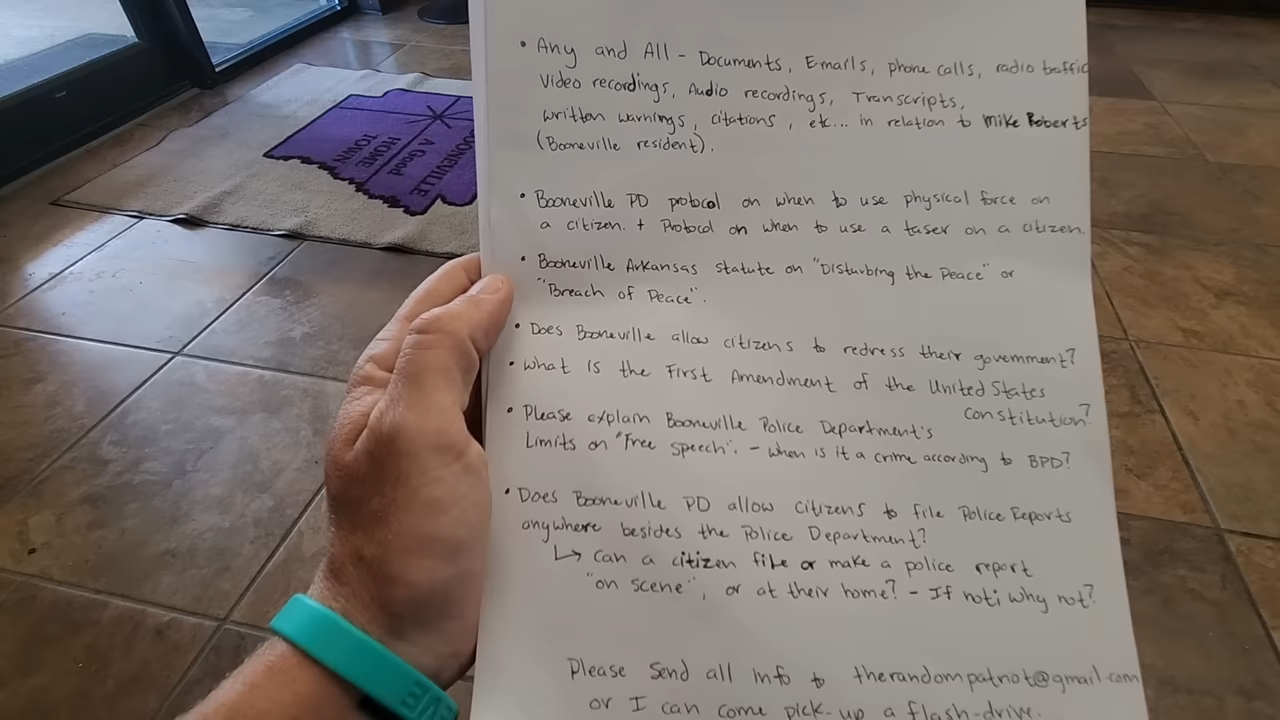 • Any and All - Documents, Emails, phone calls, radio traffic
Video recordings, Audio recordings, Transcripts,
written warnings, citations, etc... in relation to Mike Roberts
(Booneville resident).
• Booneville PD protocol on when to use physical force on
a citizen. + Protocol on when to use a taser on a citizen.
• Booneville Arkansas statute on "Disturbing the Peace" or
"Breach of Peace".
• Does Booneville allow citizens to redress their government?
• What is the First Amendment of the United States
Constitution?
• Please explain Booneville Police Department's
Limits on "Free Speech". - when is it a crime according to BPD?
• Does Booneville PD allow citizens to file Police Reports
anywhere besides the Police Department?
↳ Can a citizen file or make a police report
"on scene", or at their home? - If not; why not?
Please send all info to therandompatriot@gmail.com
or I can come pick-up a flash-drive.
BOONEVILLE
A Good
HOME
TOWN